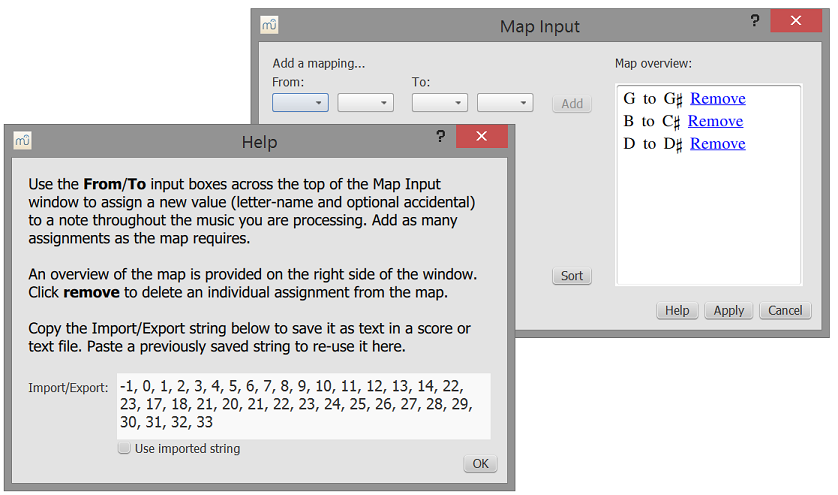 Map Input
?
Add a mapping...
From:
To:
Add
Map overview:
G to G♯ Remove
B to C♯ Remove
D to D♯ Remove
Sort
Help
Apply
Cancel
mü
Help
?
Use the From/To input boxes across the top of the Map Input
window to assign a new value (letter-name and optional accidental)
to a note throughout the music you are processing. Add as many
assignments as the map requires.
An overview of the map is provided on the right side of the window.
Click remove to delete an individual assignment from the map.
Copy the Import/Export string below to save it as text in a score or
text file. Paste a previously saved string to re-use it here.
Import/Export:
-1, 0, 1, 2, 3, 4, 5, 6, 7, 8, 9, 10, 11, 12, 13, 14, 22,
23, 17, 18, 21, 20, 21, 22, 23, 24, 25, 26, 27, 28, 29,
30, 31, 32, 33
Use imported string
OK